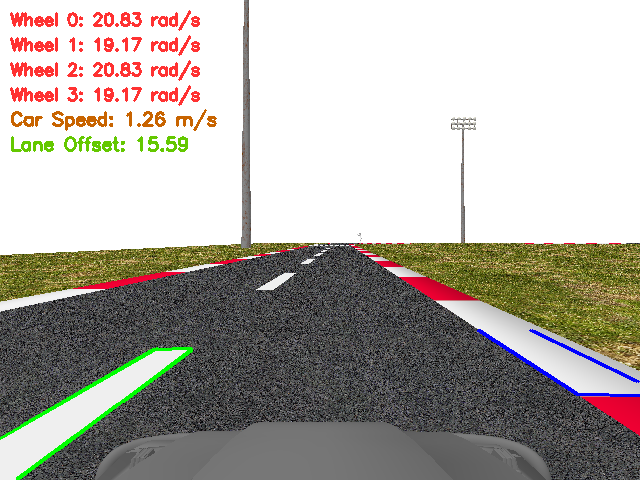 Wheel 0: 20.83 rad/s
Wheel 1: 19.17 rad/s
Wheel 2: 20.83 rad/s
Wheel 3: 19.17 rad/s
Car Speed: 1.26 m/s
Lane Offset: 15.59